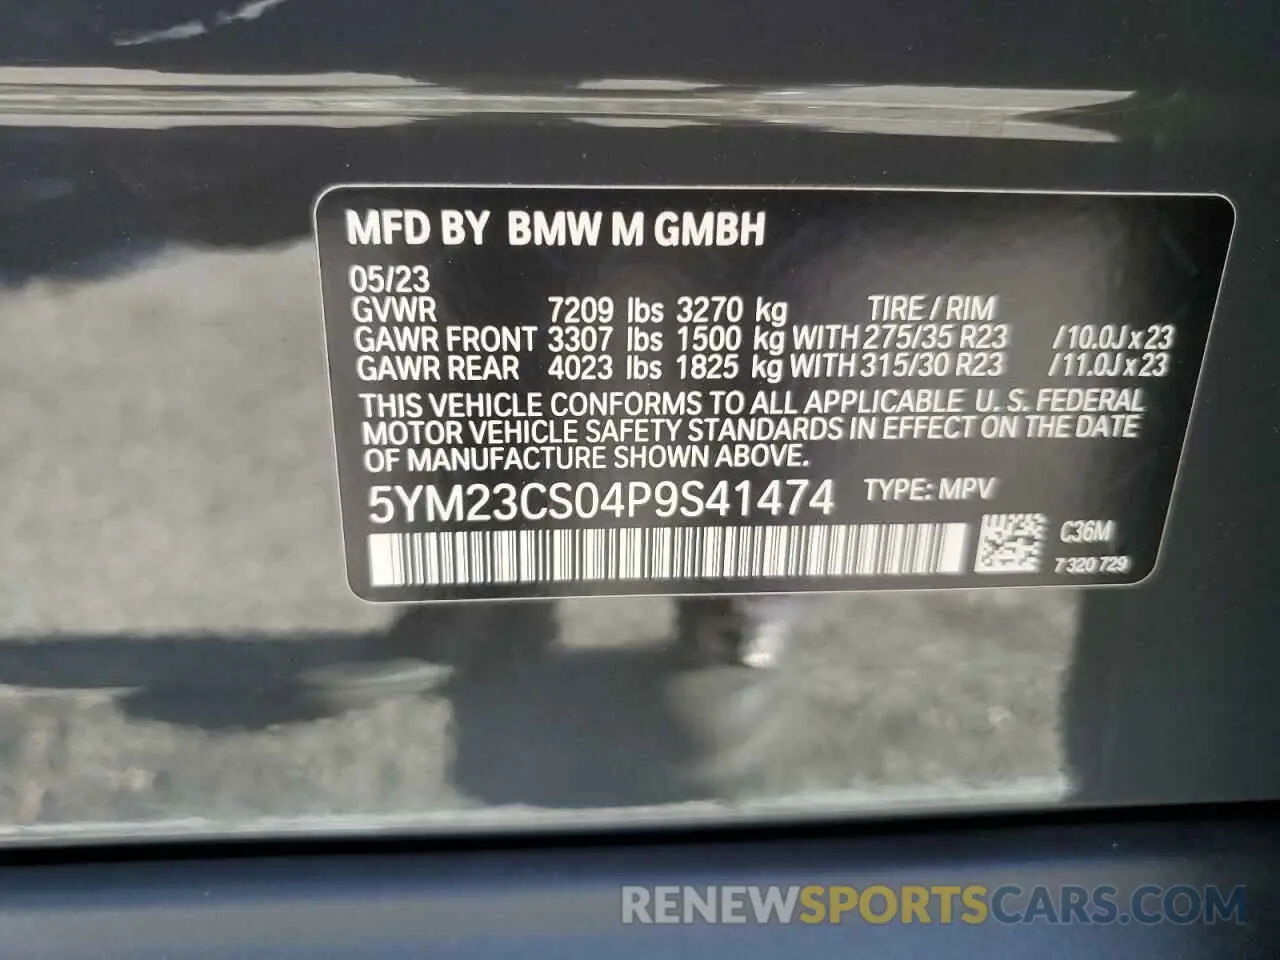 MFD BY BMW M GMBH
05/23
GVWR 7209 lbs 3270 kg TIRE / RIM
GAWR FRONT 3307 lbs 1500 kg WITH 275/35 R23 /10.0J x 23
GAWR REAR 4023 lbs 1825 kg WITH 315/30 R23 /11.0J x 23
THIS VEHICLE CONFORMS TO ALL APPLICABLE U.S. FEDERAL
MOTOR VEHICLE SAFETY STANDARDS IN EFFECT ON THE DATE
OF MANUFACTURE SHOWN ABOVE.
5YM23CS04P9S41474 TYPE: MPV
C36M
7 320 729
RENEWSPORTSCARS.COM